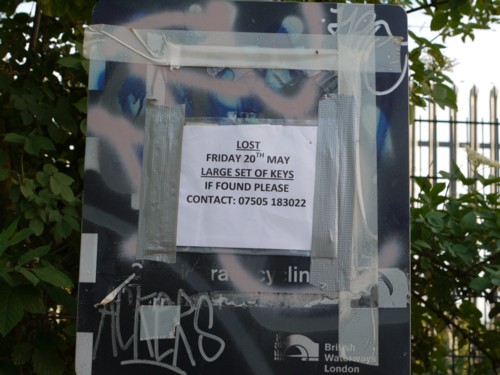 LOST
FRIDAY 20TH MAY
LARGE SET OF KEYS
IF FOUND PLEASE
CONTACT: 07505 183022
British
Waterways
London